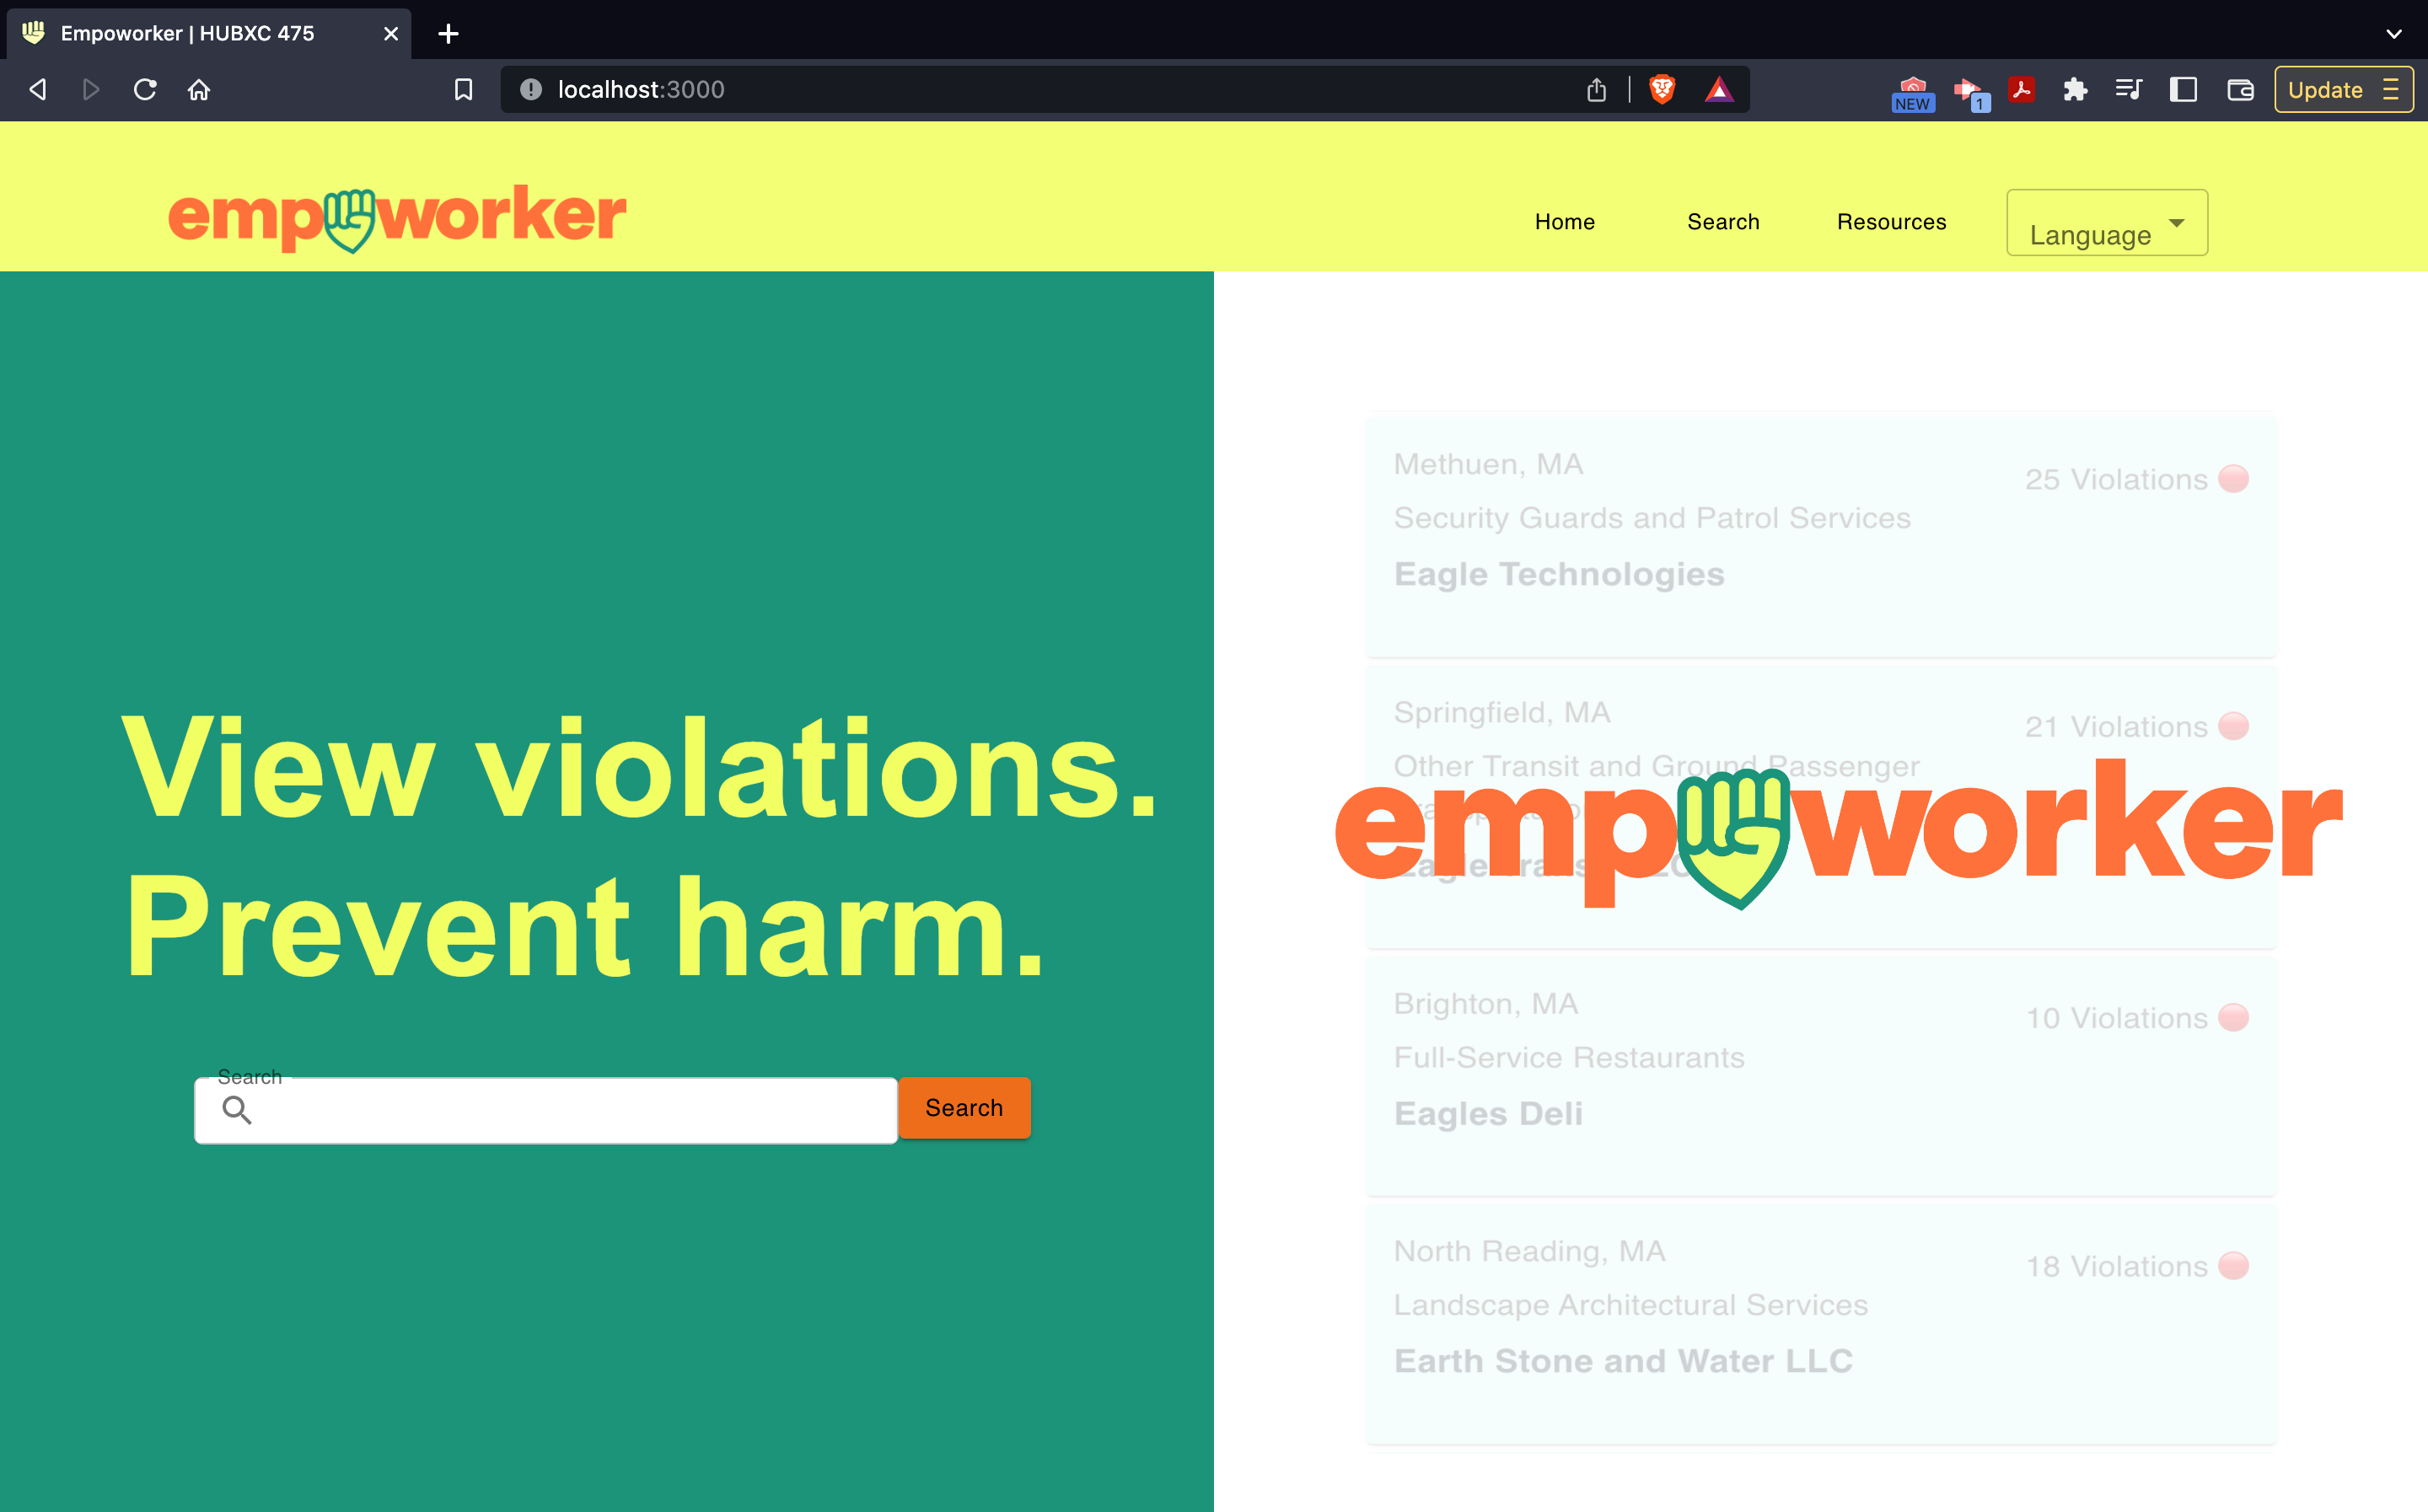 Empoworker | HUBXC 475
localhost:3000
NEW
1
Update
empoworker
Home
Search
Resources
Language
View violations.
Prevent harm.
Search
Search
Methuen, MA
25 Violations
Security Guards and Patrol Services
Eagle Technologies
Springfield, MA
21 Violations
Other Transit and Ground Passenger
Eagle
empoworker
Brighton, MA
10 Violations
Full-Service Restaurants
Eagles Deli
North Reading, MA
18 Violations
Landscape Architectural Services
Earth Stone and Water LLC